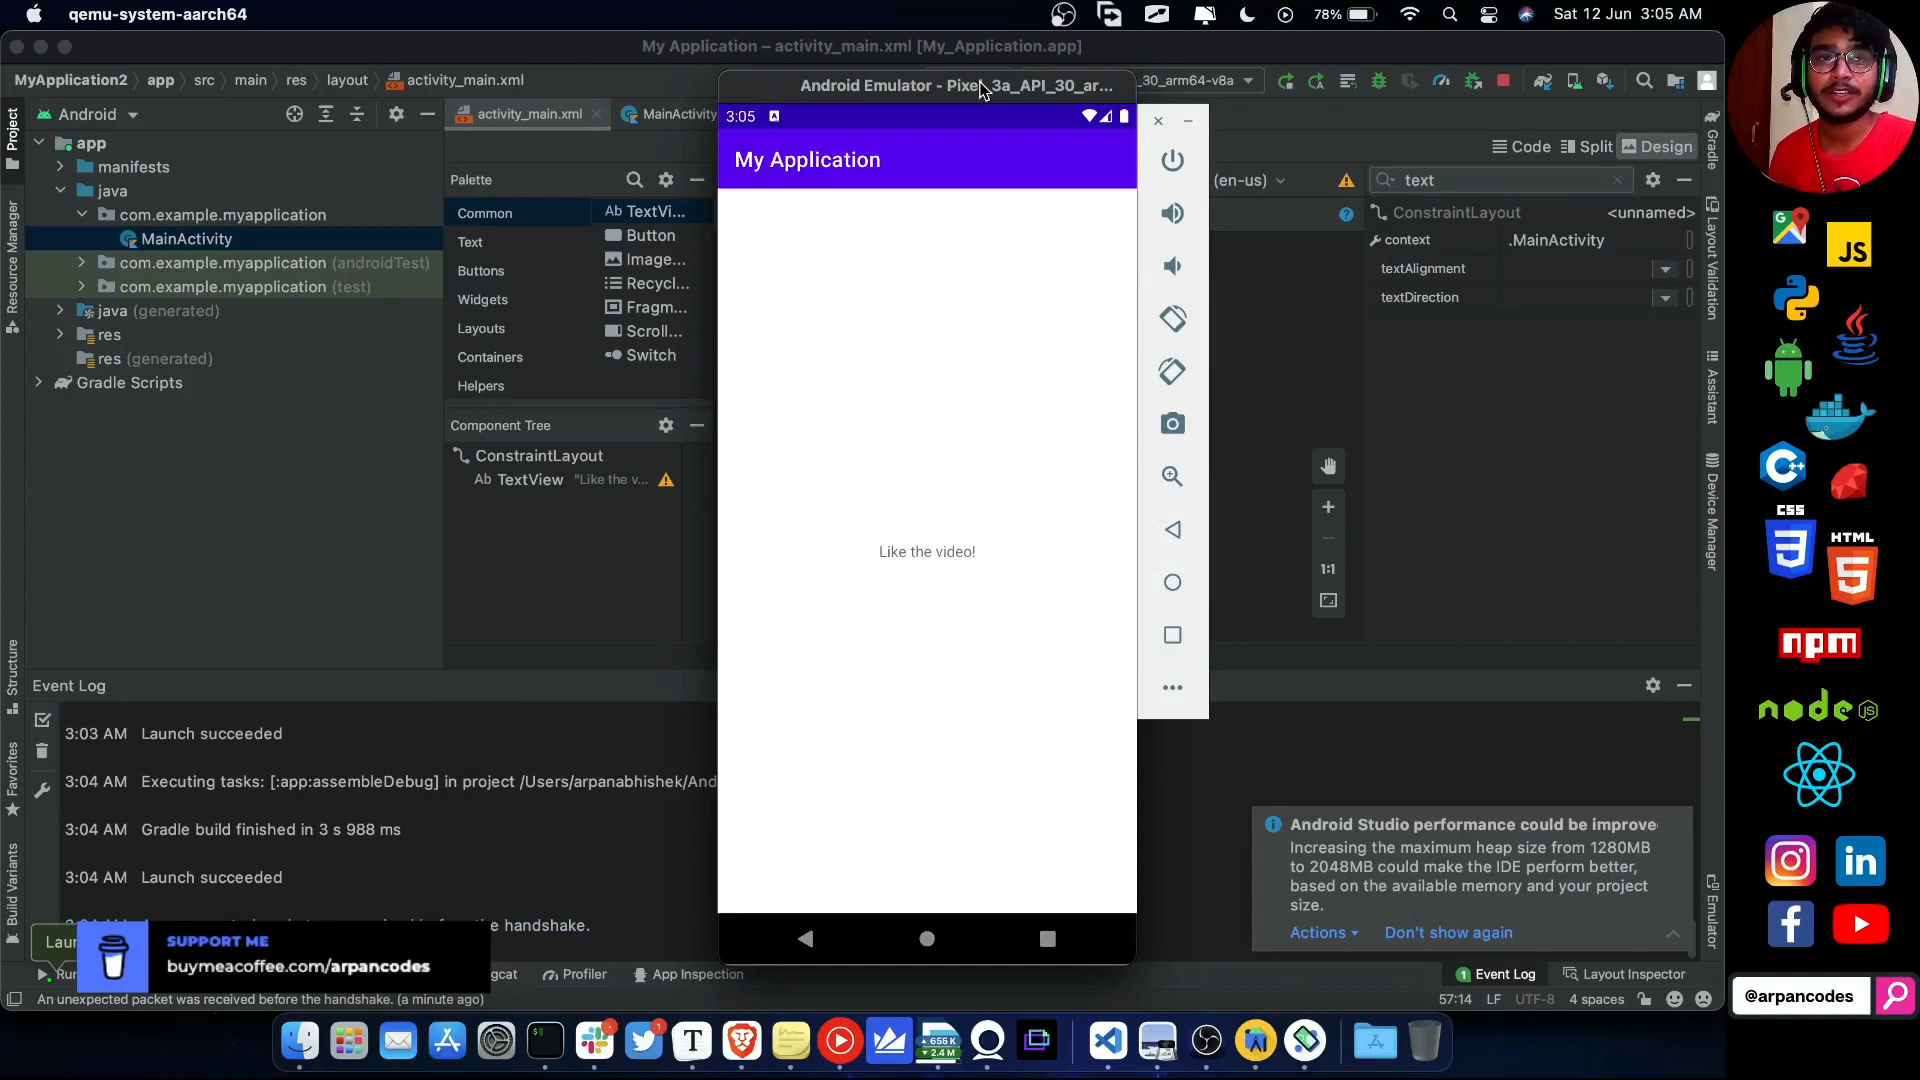 qemu-system-aarch64
78%
Sat 12 Jun 3:05 AM
My Application – activity_main.xml [My_Application.app]
MyApplication2
app
src
main
res
layout
activity_main.xml
_30_arm64-v8a
Android
activity_main.xml
MainActivity
Code
Split
Design
app
manifests
java
com.example.myapplication
MainActivity
com.example.myapplication (androidTest)
com.example.myapplication (test)
java (generated)
res
res (generated)
Gradle Scripts
Project
Resource Manager
Structure
Favorites
Build Variants
Palette
Common
Text
Buttons
Widgets
Layouts
Containers
Helpers
Ab TextVi...
Button
Image...
Recycl...
Fragm...
Scroll...
Switch
Component Tree
ConstraintLayout
Ab TextView "Like the v...
Android Emulator - Pixel_3a_API_30_ar...
3:05
My Application
Like the video!
(en-us)
1:1
text
ConstraintLayout
<unnamed>
context
.MainActivity
textAlignment
textDirection
Gradle
Layout Validation
Assistant
Device Manager
Emulator
Event Log
3:03 AM Launch succeeded
3:04 AM Executing tasks: [:app:assembleDebug] in project /Users/arpanabhishek/And
3:04 AM Gradle build finished in 3 s 988 ms
3:04 AM Launch succeeded
the handshake.
SUPPORT ME
buymeacoffee.com/arpancodes
Android Studio performance could be improve
Increasing the maximum heap size from 1280MB
to 2048MB could make the IDE perform better,
based on the available memory and your project
size.
Actions
Don't show again
Profiler
App Inspection
1 Event Log
Layout Inspector
An unexpected packet was received before the handshake. (a minute ago)
57:14
LF
UTF-8
4 spaces
1
T
655 K
2.4 M
JS
C++
CSS
3
HTML
5
npm
node JS
in
f
@arpancodes